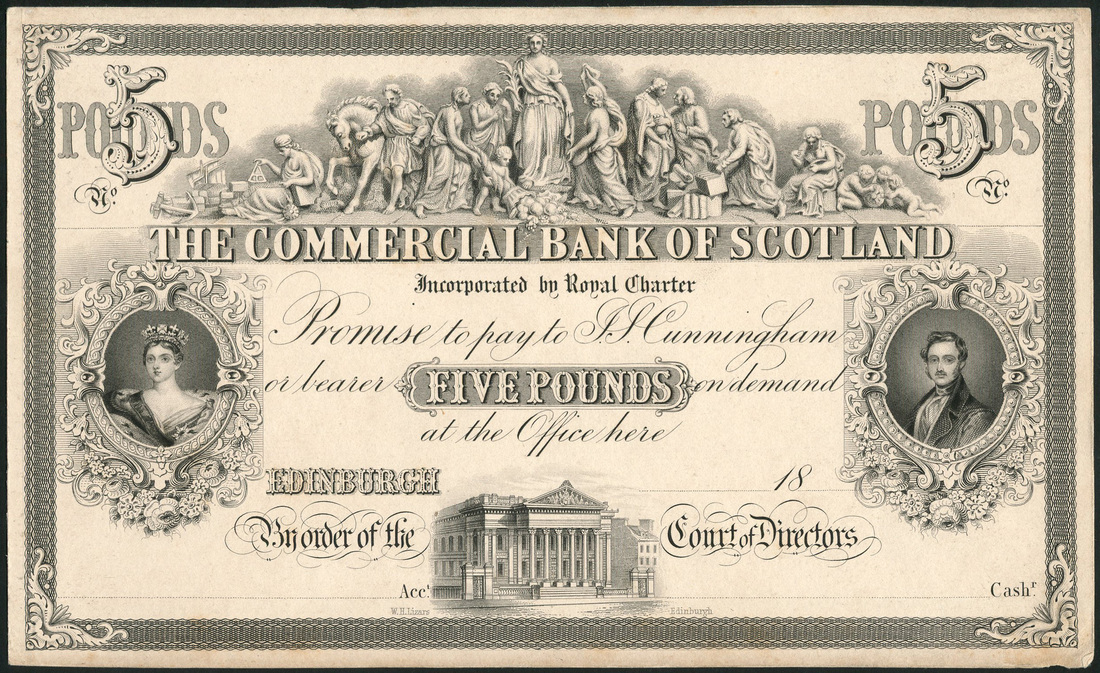 5 POUNDS
5 POUNDS
No.
No.
THE COMMERCIAL BANK OF SCOTLAND
Incorporated by Royal Charter
Promise to pay to J.S. Cunningham
or bearer FIVE POUNDS on demand
at the Office here
EDINBURGH 18
By order of the Court of Directors
Acct. Cashr.
W.H. Lizars Edinburgh